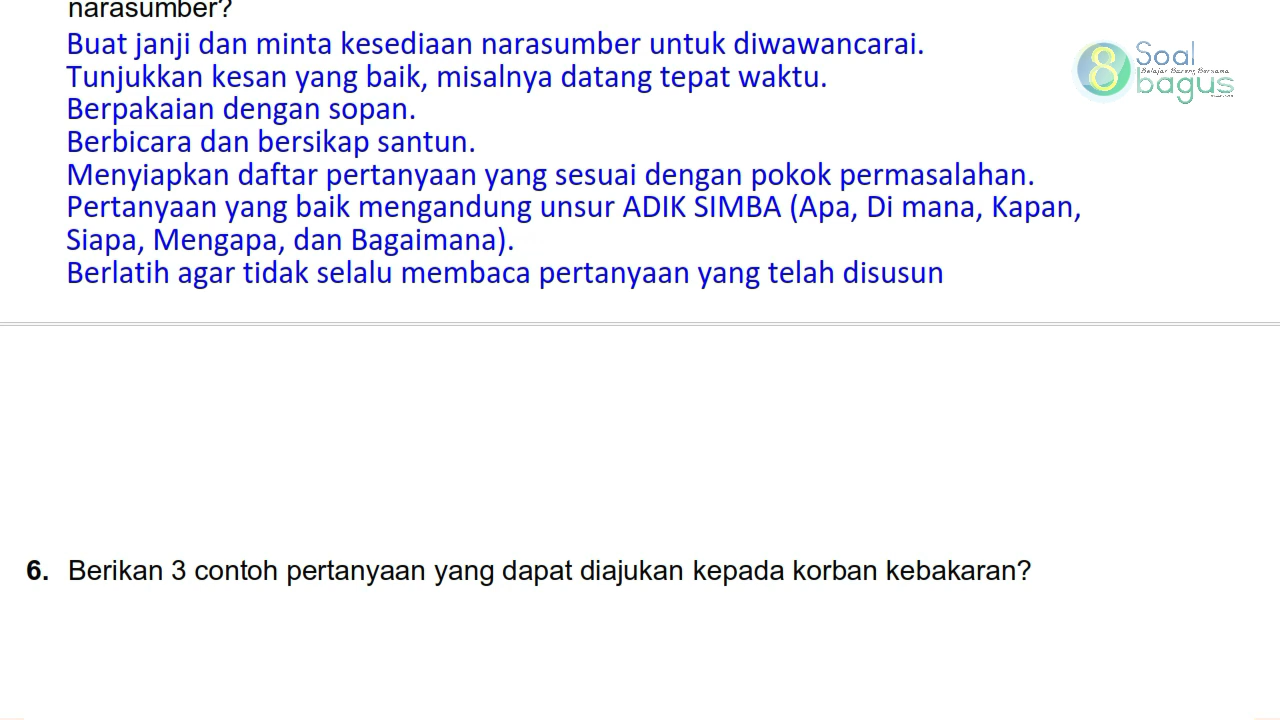 narasumber?
Buat janji dan minta kesediaan narasumber untuk diwawancarai.
Tunjukkan kesan yang baik, misalnya datang tepat waktu.
Berpakaian dengan sopan.
Berbicara dan bersikap santun.
Menyiapkan daftar pertanyaan yang sesuai dengan pokok permasalahan.
Pertanyaan yang baik mengandung unsur ADIK SIMBA (Apa, Di mana, Kapan,
Siapa, Mengapa, dan Bagaimana).
Berlatih agar tidak selalu membaca pertanyaan yang telah disusun
8 Soal
Belajar Bareng Bersama
bagus
6. Berikan 3 contoh pertanyaan yang dapat diajukan kepada korban kebakaran?